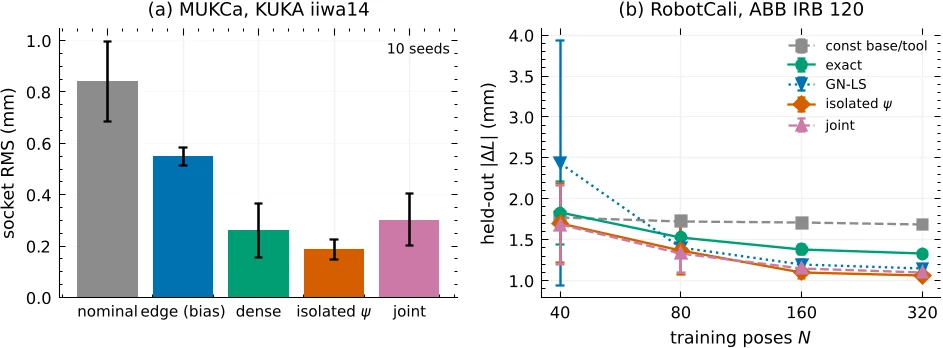 (a) MUKCa, KUKA iiwa14
10 seeds
socket RMS (mm)
1.0
0.8
0.6
0.4
0.2
0.0
nominal edge (bias) dense isolated ψ joint
(b) RobotCali, ABB IRB 120
const base/tool
exact
GN-LS
isolated ψ
joint
held-out |ΔL| (mm)
4.0
3.5
3.0
2.5
2.0
1.5
1.0
40 80 160 320
training poses N